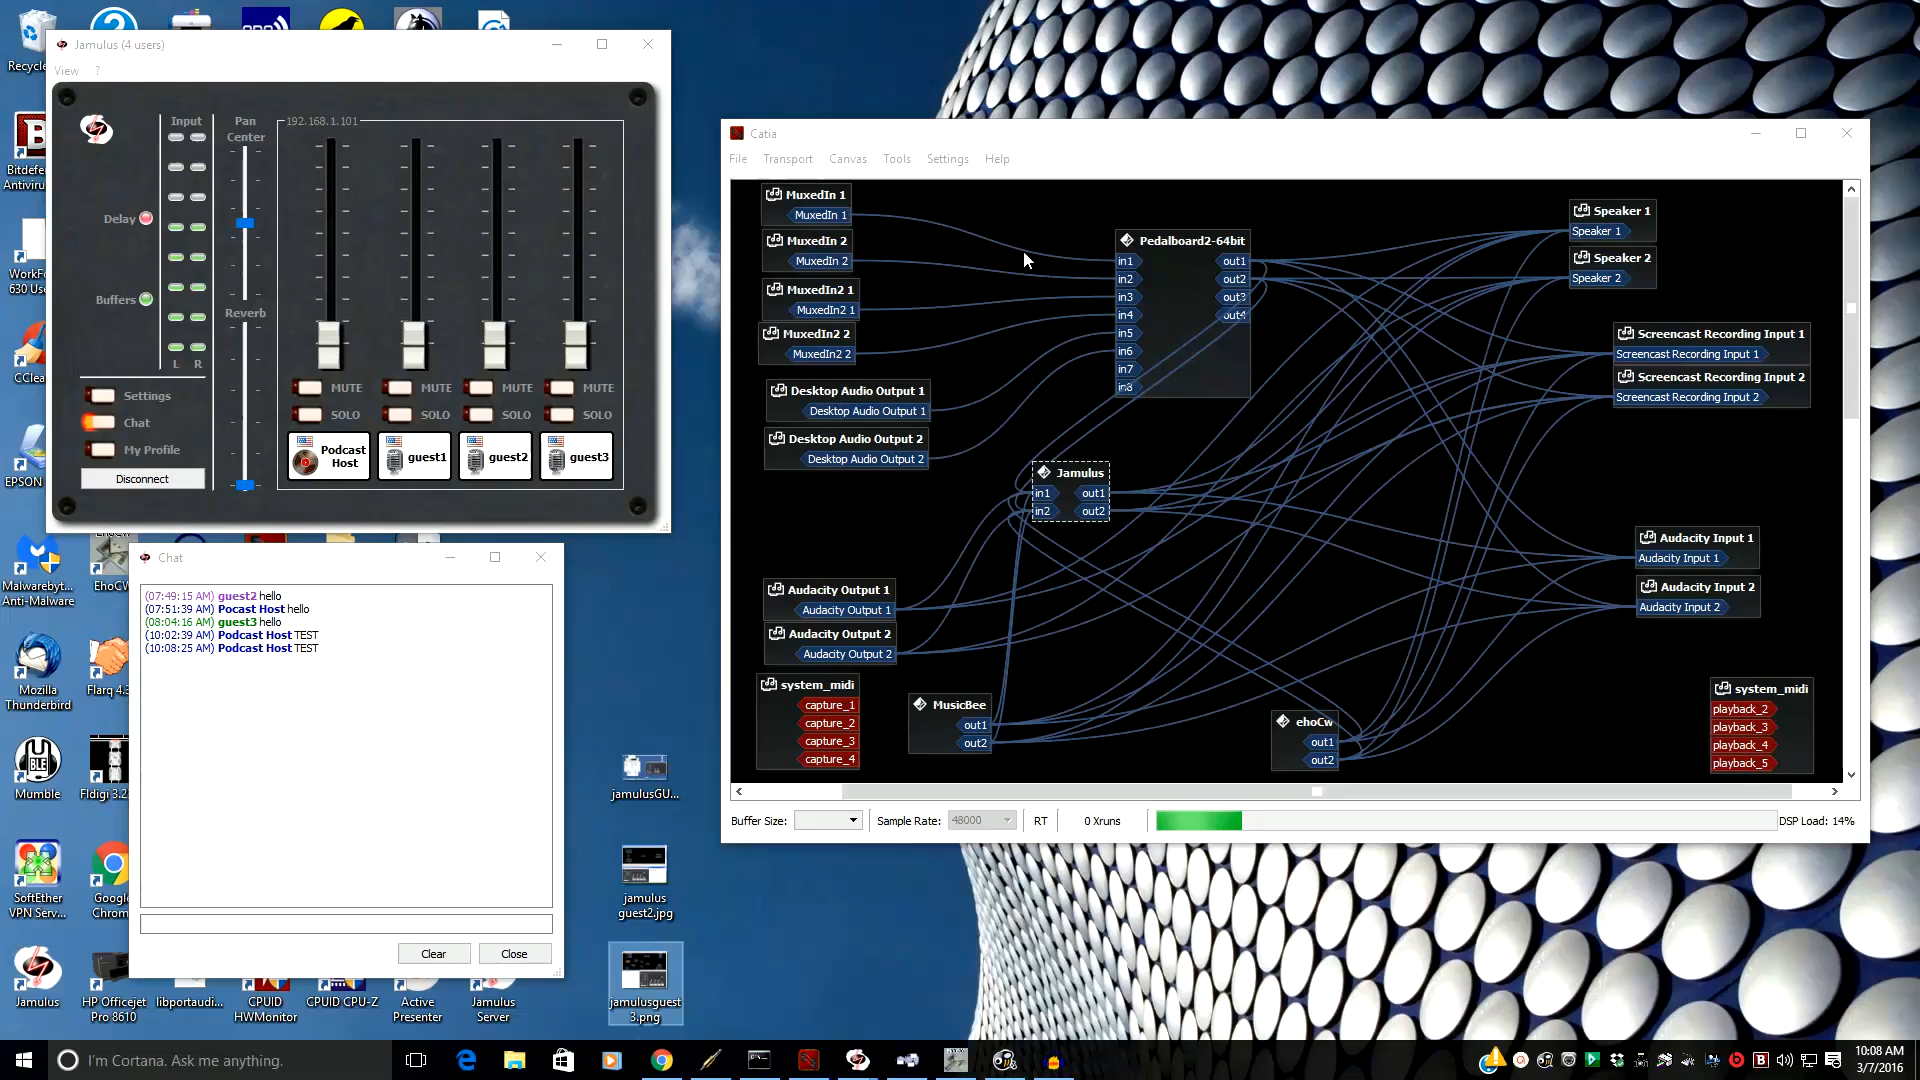 Recycle
Bitdefen
Antivirus
WorkFo
630 Use
CClea
EPSON
Jamulus (4 users)
View ?
Input
Pan
Center
192.168.1.101
Delay
Buffers
Reverb
L R
Settings
Chat
My Profile
Disconnect
MUTE MUTE MUTE MUTE
SOLO SOLO SOLO SOLO
Podcast
Host
guest1
guest2
guest3
Chat
(07:49:15 AM) guest2 hello
(07:51:39 AM) Pocast Host hello
(08:04:16 AM) guest3 hello
(10:02:39 AM) Podcast Host TEST
(10:08:25 AM) Podcast Host TEST
Clear
Close
Catia
File Transport Canvas Tools Settings Help
MuxedIn 1
MuxedIn 1
MuxedIn 2
MuxedIn 2
MuxedIn2 1
MuxedIn2 1
MuxedIn2 2
MuxedIn2 2
Desktop Audio Output 1
Desktop Audio Output 1
Desktop Audio Output 2
Desktop Audio Output 2
Pedalboard2-64bit
in1 out1
in2 out2
in3 out3
in4 out4
in5
in6
in7
in8
Jamulus
in1 out1
in2 out2
Speaker 1
Speaker 1
Speaker 2
Speaker 2
Screencast Recording Input 1
Screencast Recording Input 1
Screencast Recording Input 2
Screencast Recording Input 2
Audacity Input 1
Audacity Input 1
Audacity Input 2
Audacity Input 2
Audacity Output 1
Audacity Output 1
Audacity Output 2
Audacity Output 2
system_midi
capture_1
capture_2
capture_3
capture_4
MusicBee
out1
out2
ehoCw
out1
out2
system_midi
playback_2
playback_3
playback_4
playback_5
Buffer Size:
Sample Rate: 48000
RT
0 Xruns
DSP Load: 14%
Malwarebyt...
Anti-Malware
EhoCW
Mozilla
Thunderbird
Flarq 4.3
Mumble
Fldigi 3.2
SoftEther
VPN Serv...
Google
Chrom
Jamulus
HP Officejet
Pro 8610
libportaudi...
CPUID
HWMonitor
CPUID CPU-Z
Active
Presenter
Jamulus
Server
jamulusGU...
jamulus
guest2.jpg
jamulusguest
3.png
I'm Cortana. Ask me anything.
10:08 AM
3/7/2016